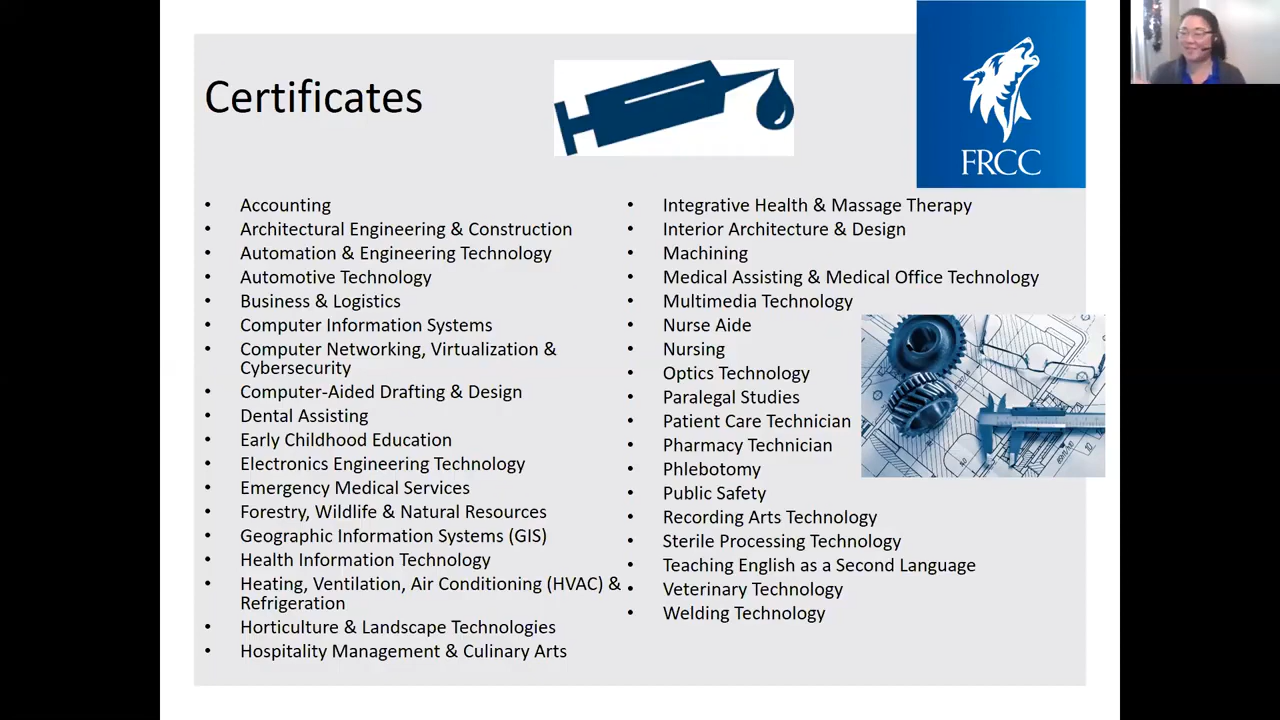 Certificates
FRCC
• Accounting
• Architectural Engineering & Construction
• Automation & Engineering Technology
• Automotive Technology
• Business & Logistics
• Computer Information Systems
• Computer Networking, Virtualization &
Cybersecurity
• Computer-Aided Drafting & Design
Dental Assisting
• Early Childhood Education
• Electronics Engineering Technology
• Emergency Medical Services
• Forestry, Wildlife & Natural Resources
• Geographic Information Systems (GIS)
• Health Information Technology
• Heating, Ventilation, Air Conditioning (HVAC) &
Refrigeration
• Horticulture & Landscape Technologies
• Hospitality Management & Culinary Arts
• Integrative Health & Massage Therapy
• Interior Architecture & Design
• Machining
• Medical Assisting & Medical Office Technology
• Multimedia Technology
• Nurse Aide
• Nursing
• Optics Technology
• Paralegal Studies
• Patient Care Technician
• Pharmacy Technician
• Phlebotomy
• Public Safety
• Recording Arts Technology
• Sterile Processing Technology
• Teaching English as a Second Language
• Veterinary Technology
• Welding Technology